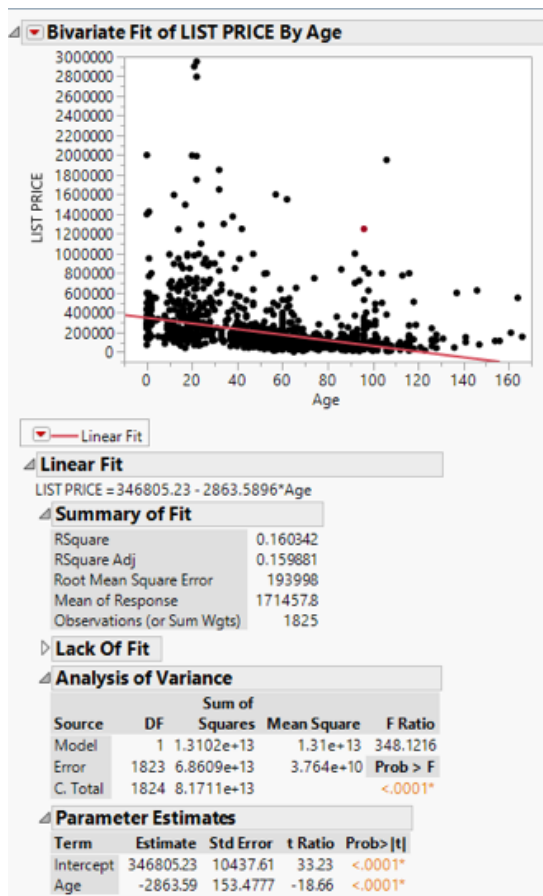 Bivariate Fit of LIST PRICE By Age
3000000
2800000
2600000
2400000
2200000
2000000
1800000
1600000
1400000
1200000
1000000
800000
600000
400000
200000
0
LIST PRICE
0 20 40 60 80 100 120 140 160
Age
Linear Fit
Linear Fit
LIST PRICE = 346805.23 - 2863.5896*Age
Summary of Fit
RSquare 0.160342
RSquare Adj 0.159881
Root Mean Square Error 193998
Mean of Response 171457.8
Observations (or Sum Wgts) 1825
Lack Of Fit
Analysis of Variance
Sum of
Source DF Squares Mean Square F Ratio
Model 1 1.3102e+13 1.31e+13 348.1216
Error 1823 6.8609e+13 3.764e+10 Prob > F
C. Total 1824 8.1711e+13 <.0001*
Parameter Estimates
Term Estimate Std Error t Ratio Prob>|t|
Intercept 346805.23 10437.61 33.23 <.0001*
Age -2863.59 153.4777 -18.66 <.0001*